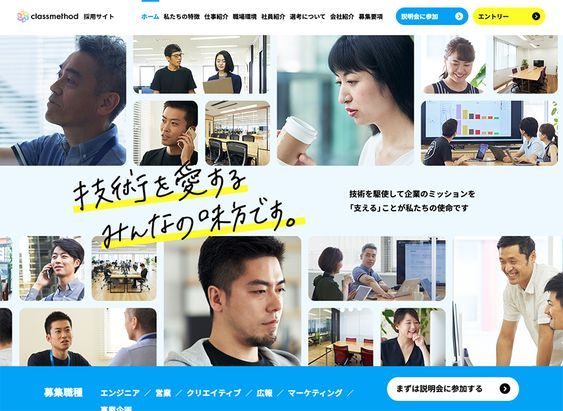 classmethod 採用サイト
ホーム 私たちの特徴 仕事紹介 職場環境 社員紹介 選考について 会社紹介 募集要項
説明会に参加
エントリー
技術を愛する
みんなの味方です。
技術を駆使して企業のミッションを
「支える」ことが私たちの使命です
募集職種
エンジニア ／ 営業 ／ クリエイティブ ／ 広報 ／ マーケティング ／
事業企画
まずは説明会に参加する